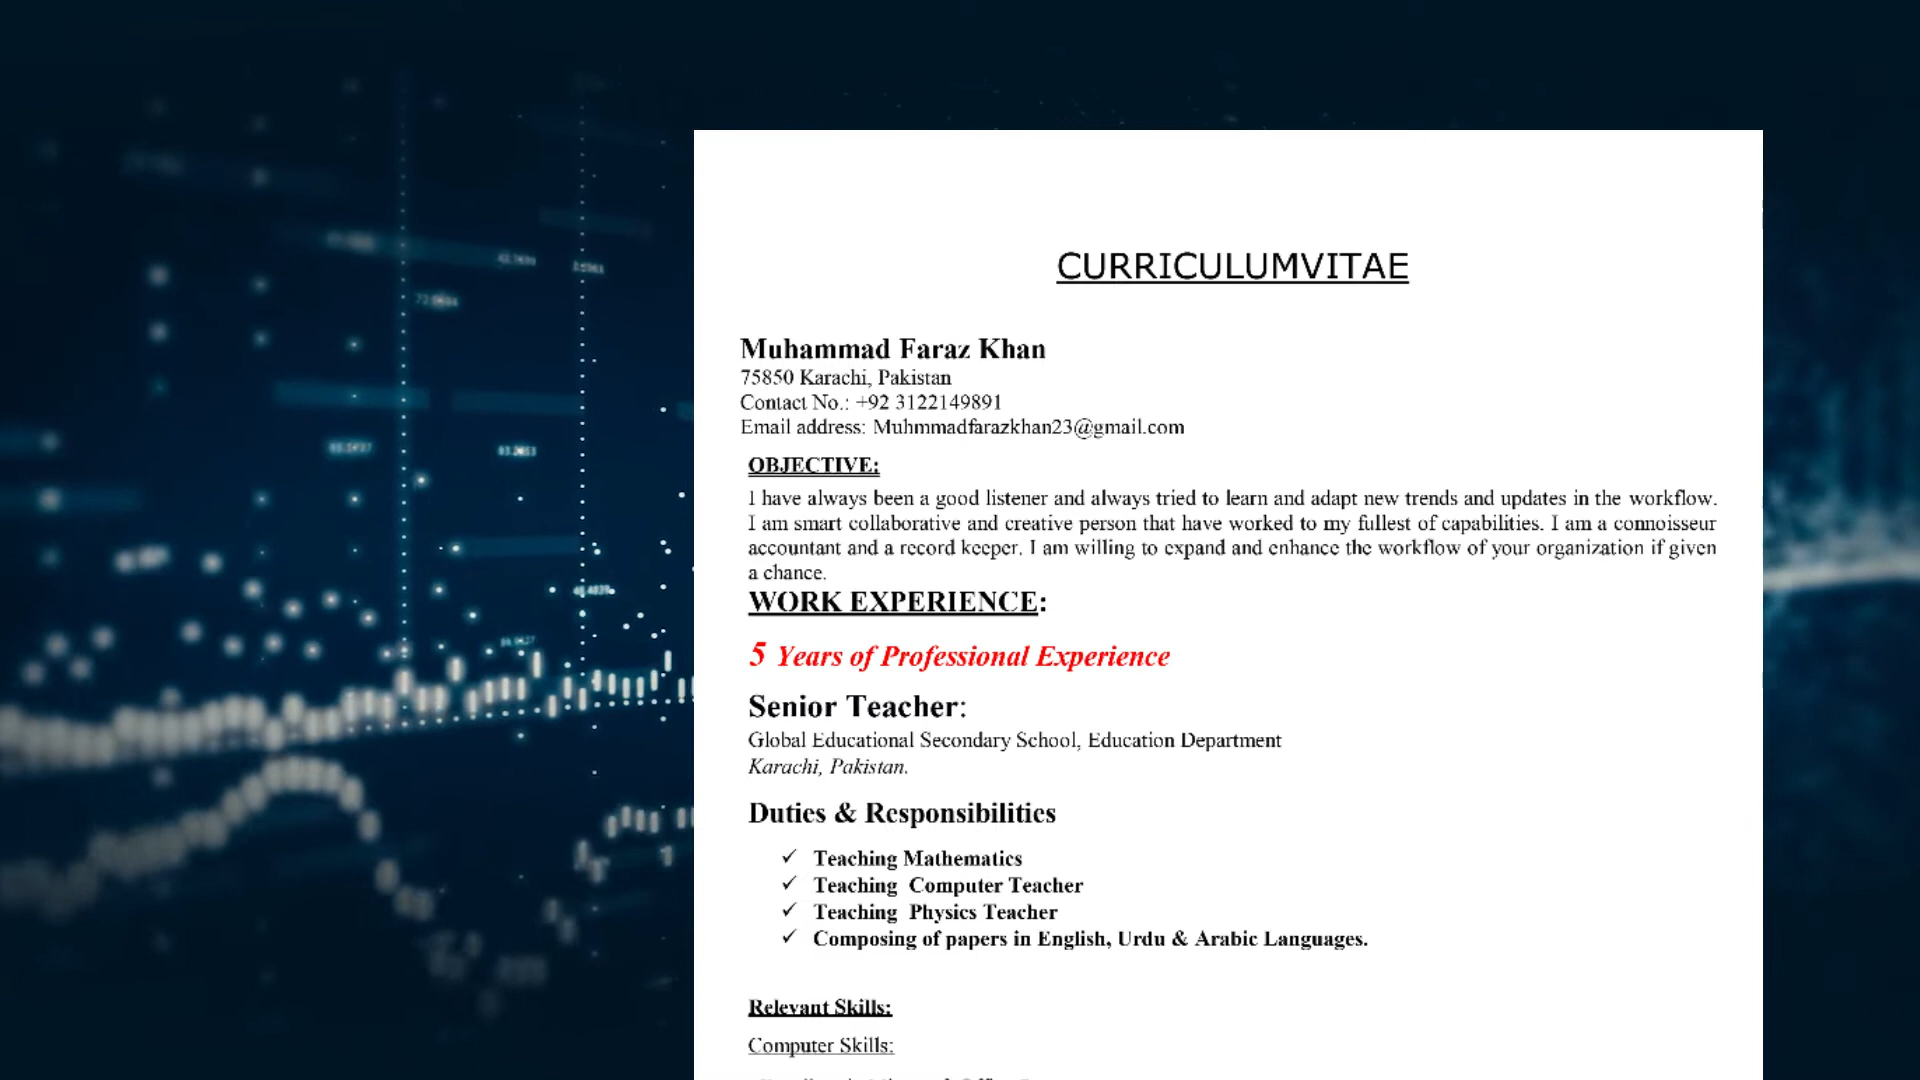 CURRICULUMVITAE
Muhammad Faraz Khan
75850 Karachi, Pakistan
Contact No.: +92 3122149891
Email address: Muhmmadfarazkhan23@gmail.com
OBJECTIVE:
I have always been a good listener and always tried to learn and adapt new trends and updates in the workflow.
I am smart collaborative and creative person that have worked to my fullest of capabilities. I am a connoisseur
accountant and a record keeper. I am willing to expand and enhance the workflow of your organization if given
a chance.
WORK EXPERIENCE:
5 Years of Professional Experience
Senior Teacher:
Global Educational Secondary School, Education Department
Karachi, Pakistan.
Duties & Responsibilities
✓ Teaching Mathematics
✓ Teaching Computer Teacher
✓ Teaching Physics Teacher
✓ Composing of papers in English, Urdu & Arabic Languages.
Relevant Skills:
Computer Skills: